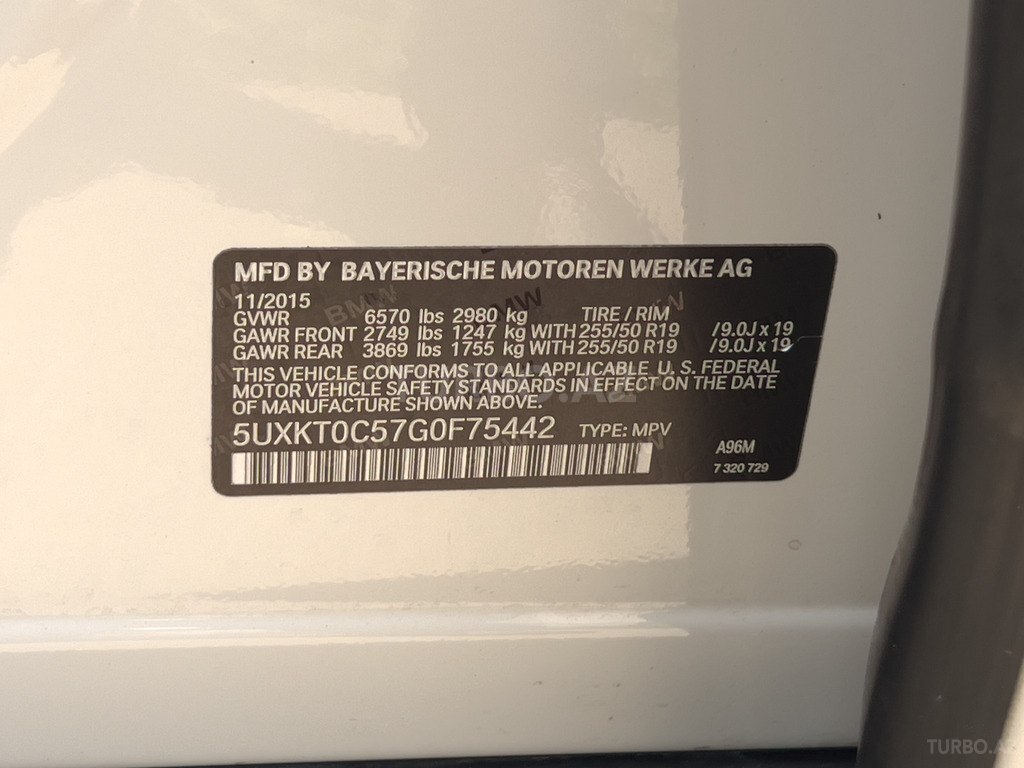 MFD BY BAYERISCHE MOTOREN WERKE AG
11/2015
GVWR 6570 lbs 2980 kg TIRE / RIM
GAWR FRONT 2749 lbs 1247 kg WITH 255/50 R19 /9.0J x 19
GAWR REAR 3869 lbs 1755 kg WITH 255/50 R19 /9.0J x 19
THIS VEHICLE CONFORMS TO ALL APPLICABLE U. S. FEDERAL
MOTOR VEHICLE SAFETY STANDARDS IN EFFECT ON THE DATE
OF MANUFACTURE SHOWN ABOVE.
5UXKT0C57G0F75442 TYPE: MPV
A96M
7 320 729
TURBO.AZ